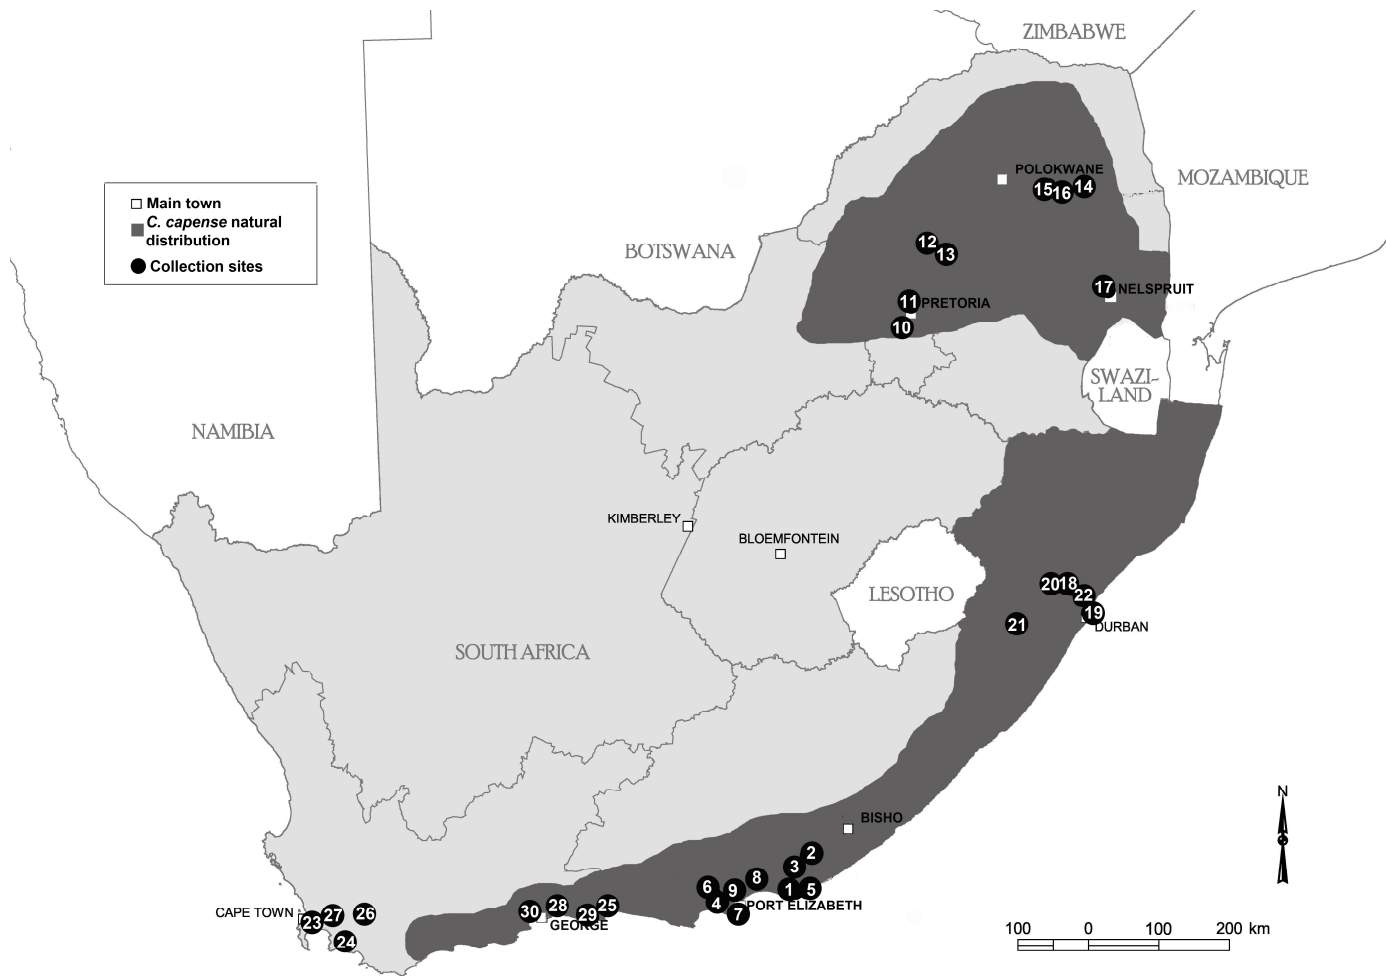 ZIMBABWE
POLOKWANE
MOZAMBIQUE
15 16 14
Main town
C. capense natural
distribution
Collection sites
BOTSWANA
12
13
17 NELSPRUIT
11 PRETORIA
10
SWAZI-
LAND
NAMIBIA
KIMBERLEY
BLOEMFONTEIN
LESOTHO
20 18
22
19
21
DURBAN
SOUTH AFRICA
N
BISHO
2
3
8
6 9 1 5
4 PORT ELIZABETH
7
CAPE TOWN
23 27 26
24
30 28 29 25
GEORGE
100 0 100 200 km